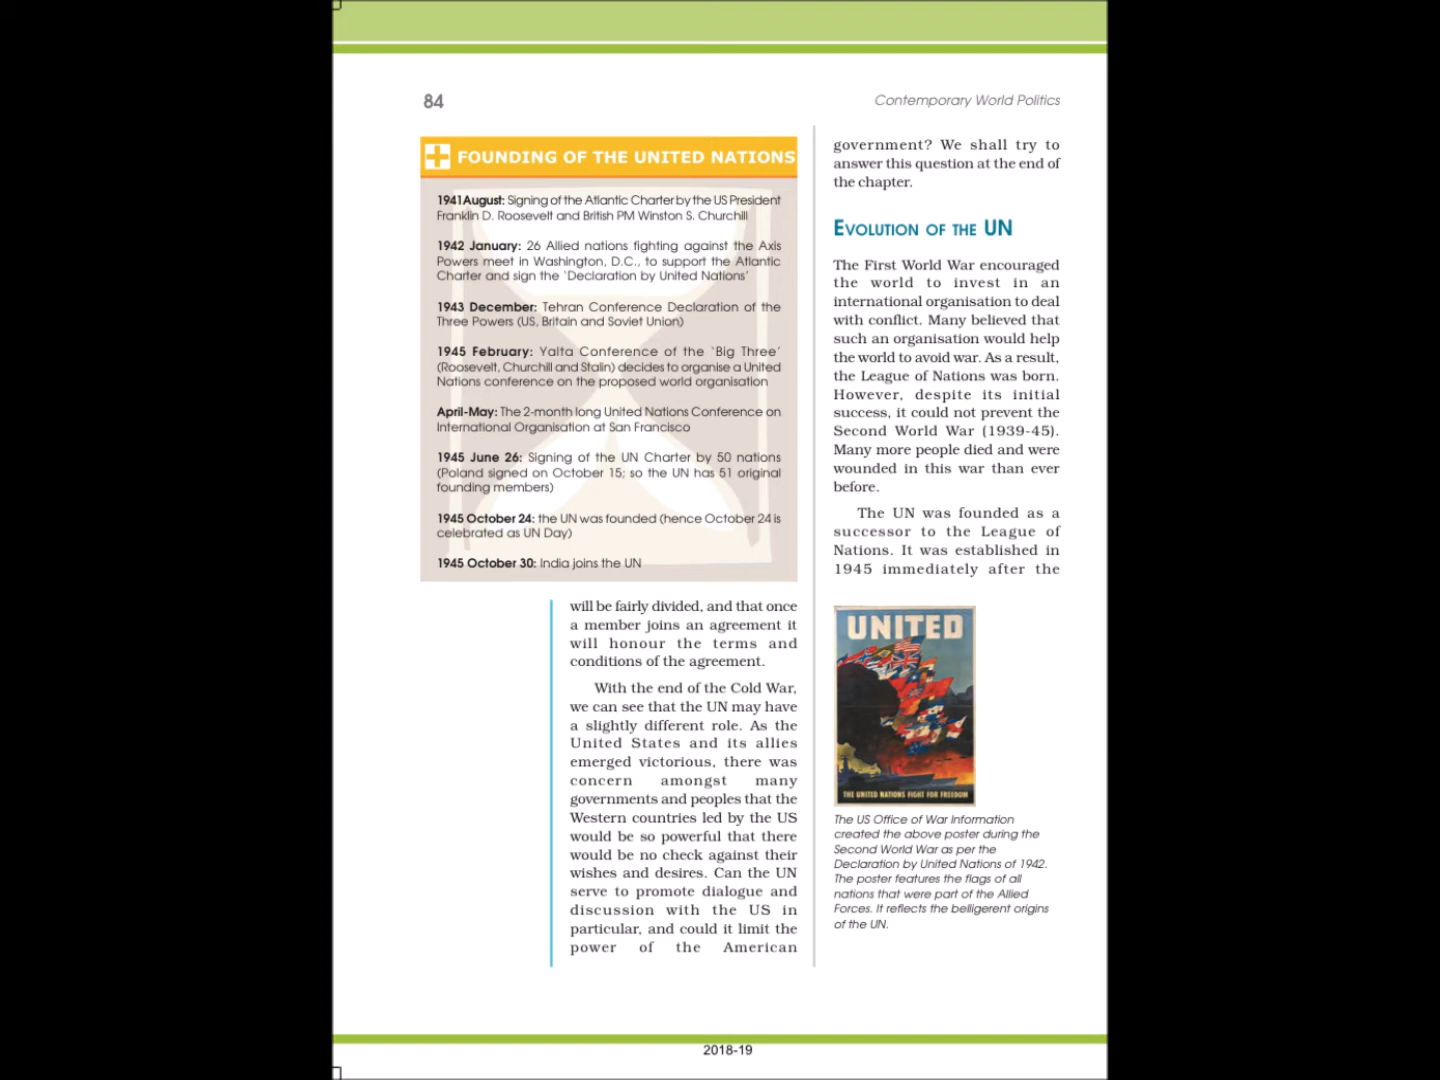 84
Contemporary World Politics
FOUNDING OF THE UNITED NATIONS
1941August: Signing of the Atlantic Charter by the US President
Franklin D. Roosevelt and British PM Winston S. Churchill
1942 January: 26 Allied nations fighting against the Axis
Powers meet in Washington, D.C., to support the Atlantic
Charter and sign the ‘Declaration by United Nations’
1943 December: Tehran Conference Declaration of the
Three Powers (US, Britain and Soviet Union)
1945 February: Yalta Conference of the ‘Big Three’
(Roosevelt, Churchill and Stalin) decides to organise a United
Nations conference on the proposed world organisation
April-May: The 2-month long United Nations Conference on
International Organisation at San Francisco
1945 June 26: Signing of the UN Charter by 50 nations
(Poland signed on October 15; so the UN has 51 original
founding members)
1945 October 24: the UN was founded (hence October 24 is
celebrated as UN Day)
1945 October 30: India joins the UN
will be fairly divided, and that once
a member joins an agreement it
will honour the terms and
conditions of the agreement.
With the end of the Cold War,
we can see that the UN may have
a slightly different role. As the
United States and its allies
emerged victorious, there was
concern amongst many
governments and peoples that the
Western countries led by the US
would be so powerful that there
would be no check against their
wishes and desires. Can the UN
serve to promote dialogue and
discussion with the US in
particular, and could it limit the
power of the American
government? We shall try to
answer this question at the end of
the chapter.
EVOLUTION OF THE UN
The First World War encouraged
the world to invest in an
international organisation to deal
with conflict. Many believed that
such an organisation would help
the world to avoid war. As a result,
the League of Nations was born.
However, despite its initial
success, it could not prevent the
Second World War (1939-45).
Many more people died and were
wounded in this war than ever
before.
The UN was founded as a
successor to the League of
Nations. It was established in
1945 immediately after the
UNITED
THE UNITED NATIONS FIGHT FOR FREEDOM
The US Office of War Information
created the above poster during the
Second World War as per the
Declaration by United Nations of 1942.
The poster features the flags of all
nations that were part of the Allied
Forces. It reflects the belligerent origins
of the UN.
2018-19